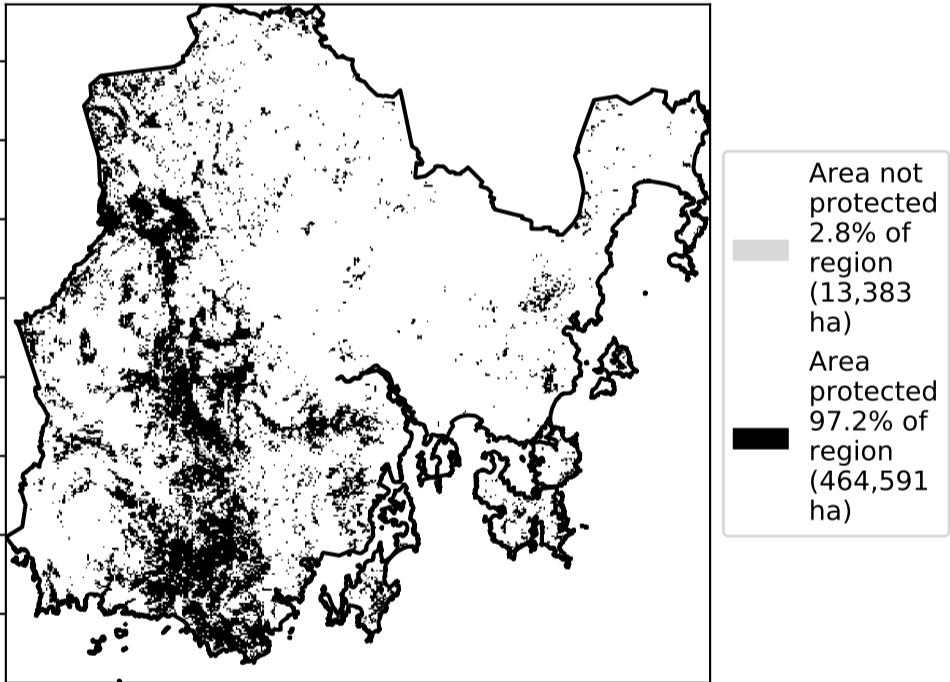 Area not
protected
2.8% of
region
(13,383
ha)
Area
protected
97.2% of
region
(464,591
ha)